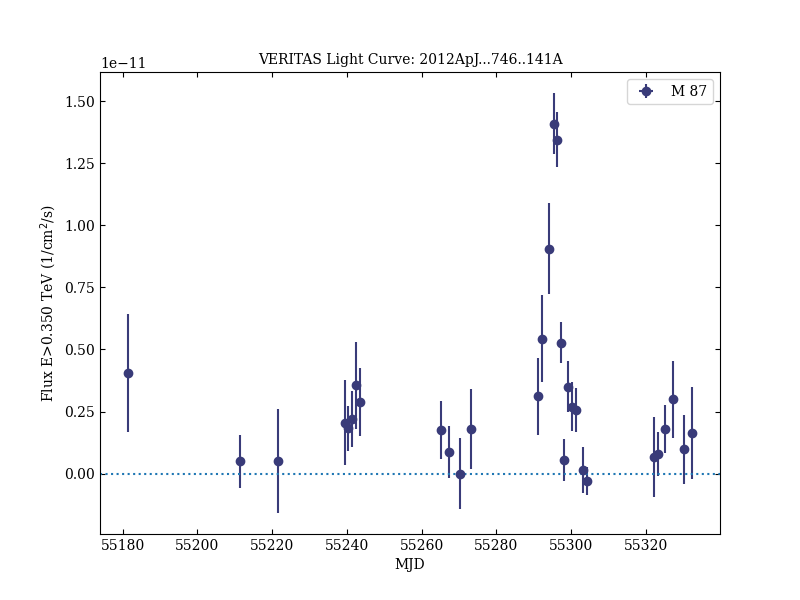 VERITAS Light Curve: 2012ApJ...746..141A
1e−11
M 87
1.50
1.25
1.00
0.75
0.50
0.25
0.00
Flux E>0.350 TeV (1/cm²/s)
55180 55200 55220 55240 55260 55280 55300 55320
MJD